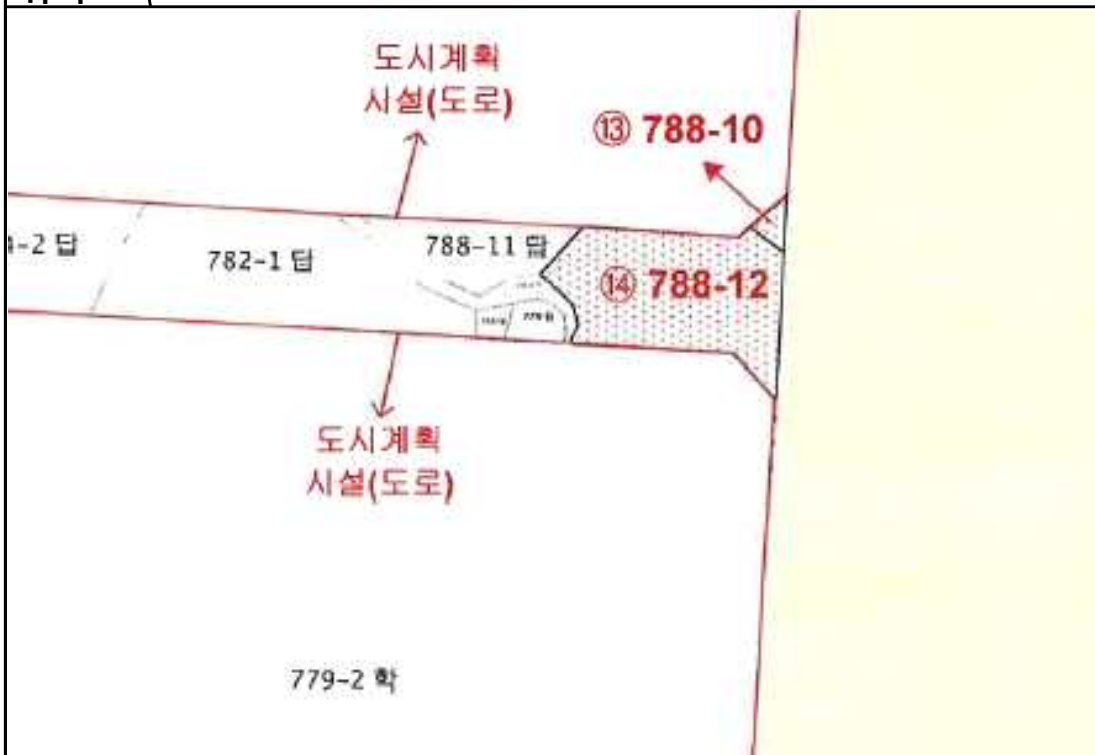 도시계획
시설(도로)
⑬ 788-10
-2 답
782-1 답
788-11 답
⑭ 788-12
도시계획
시설(도로)
779-2 학